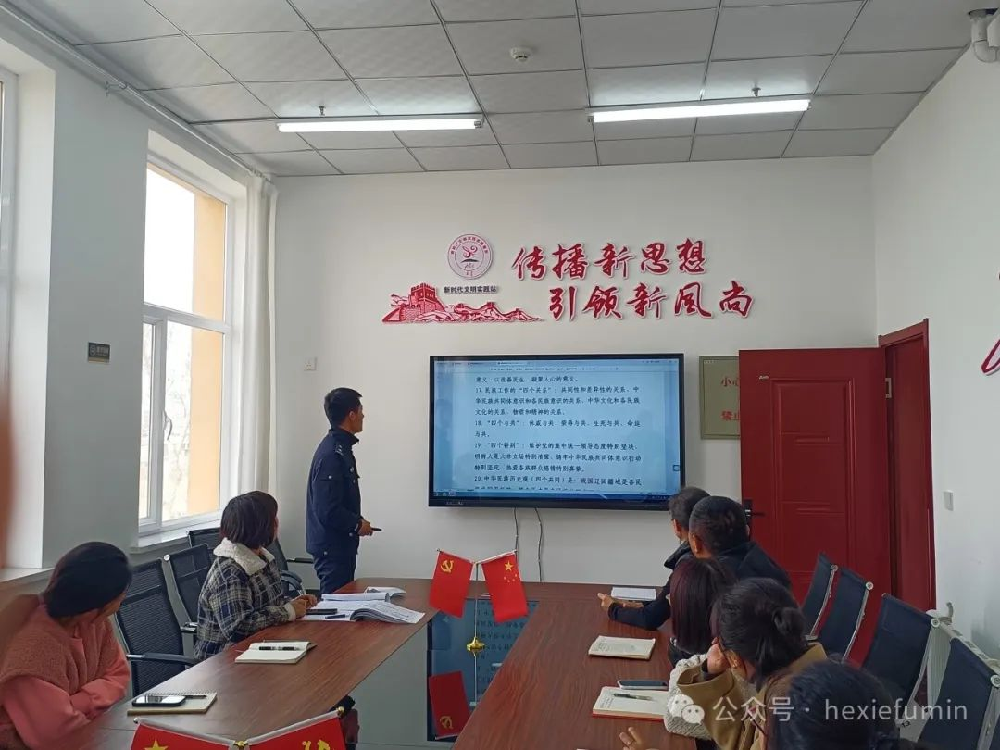 传播新思想
新时代文明实践站
引领新風尚
意义，以改善民生、凝聚人心的意义。
17.民族工作的“四个关系”：共同性和差异性的关系、中
华民族共同体意识和各民族意识的关系、中华文化和各民族
文化的关系、物质和精神的关系。
18.“四个与共”：休戚与共、荣辱与共、生死与共、命运
与共。
19.“四个特别”：维护党的集中统一领导态度特别坚决、
明辨大是大非立场特别清醒、铸牢中华民族共同体意识行动
特别坚定、热爱各族群众感情特别真挚。
20.中华民族历史观（四个共同）是：我国辽阔疆域是各民
小心
公众号 · hexiefumin